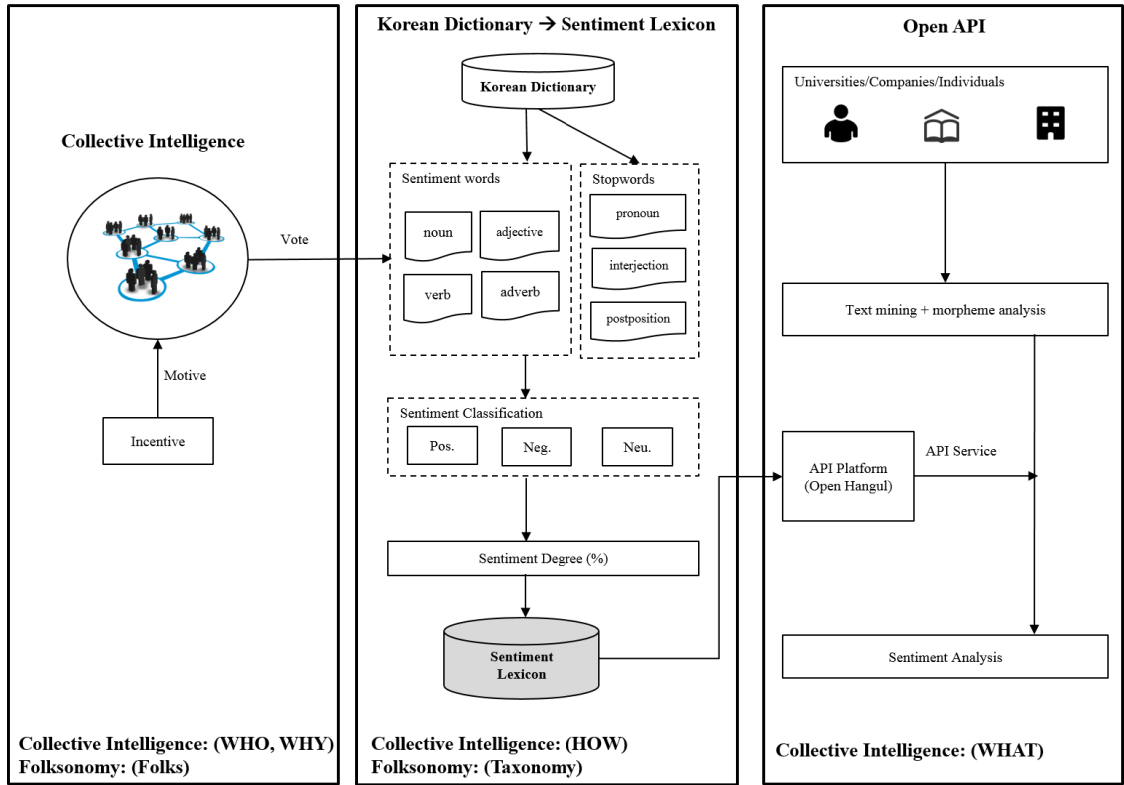 Collective Intelligence
Vote
Motive
Incentive
Collective Intelligence: (WHO, WHY)
Folksonomy: (Folks)
Korean Dictionary → Sentiment Lexicon
Korean Dictionary
Sentiment words
noun
adjective
verb
adverb
Stopwords
pronoun
interjection
postposition
Sentiment Classification
Pos.
Neg.
Neu.
Sentiment Degree (%)
Sentiment
Lexicon
Collective Intelligence: (HOW)
Folksonomy: (Taxonomy)
Open API
Universities/Companies/Individuals
Text mining + morpheme analysis
API Platform
(Open Hangul)
API Service
Sentiment Analysis
Collective Intelligence: (WHAT)